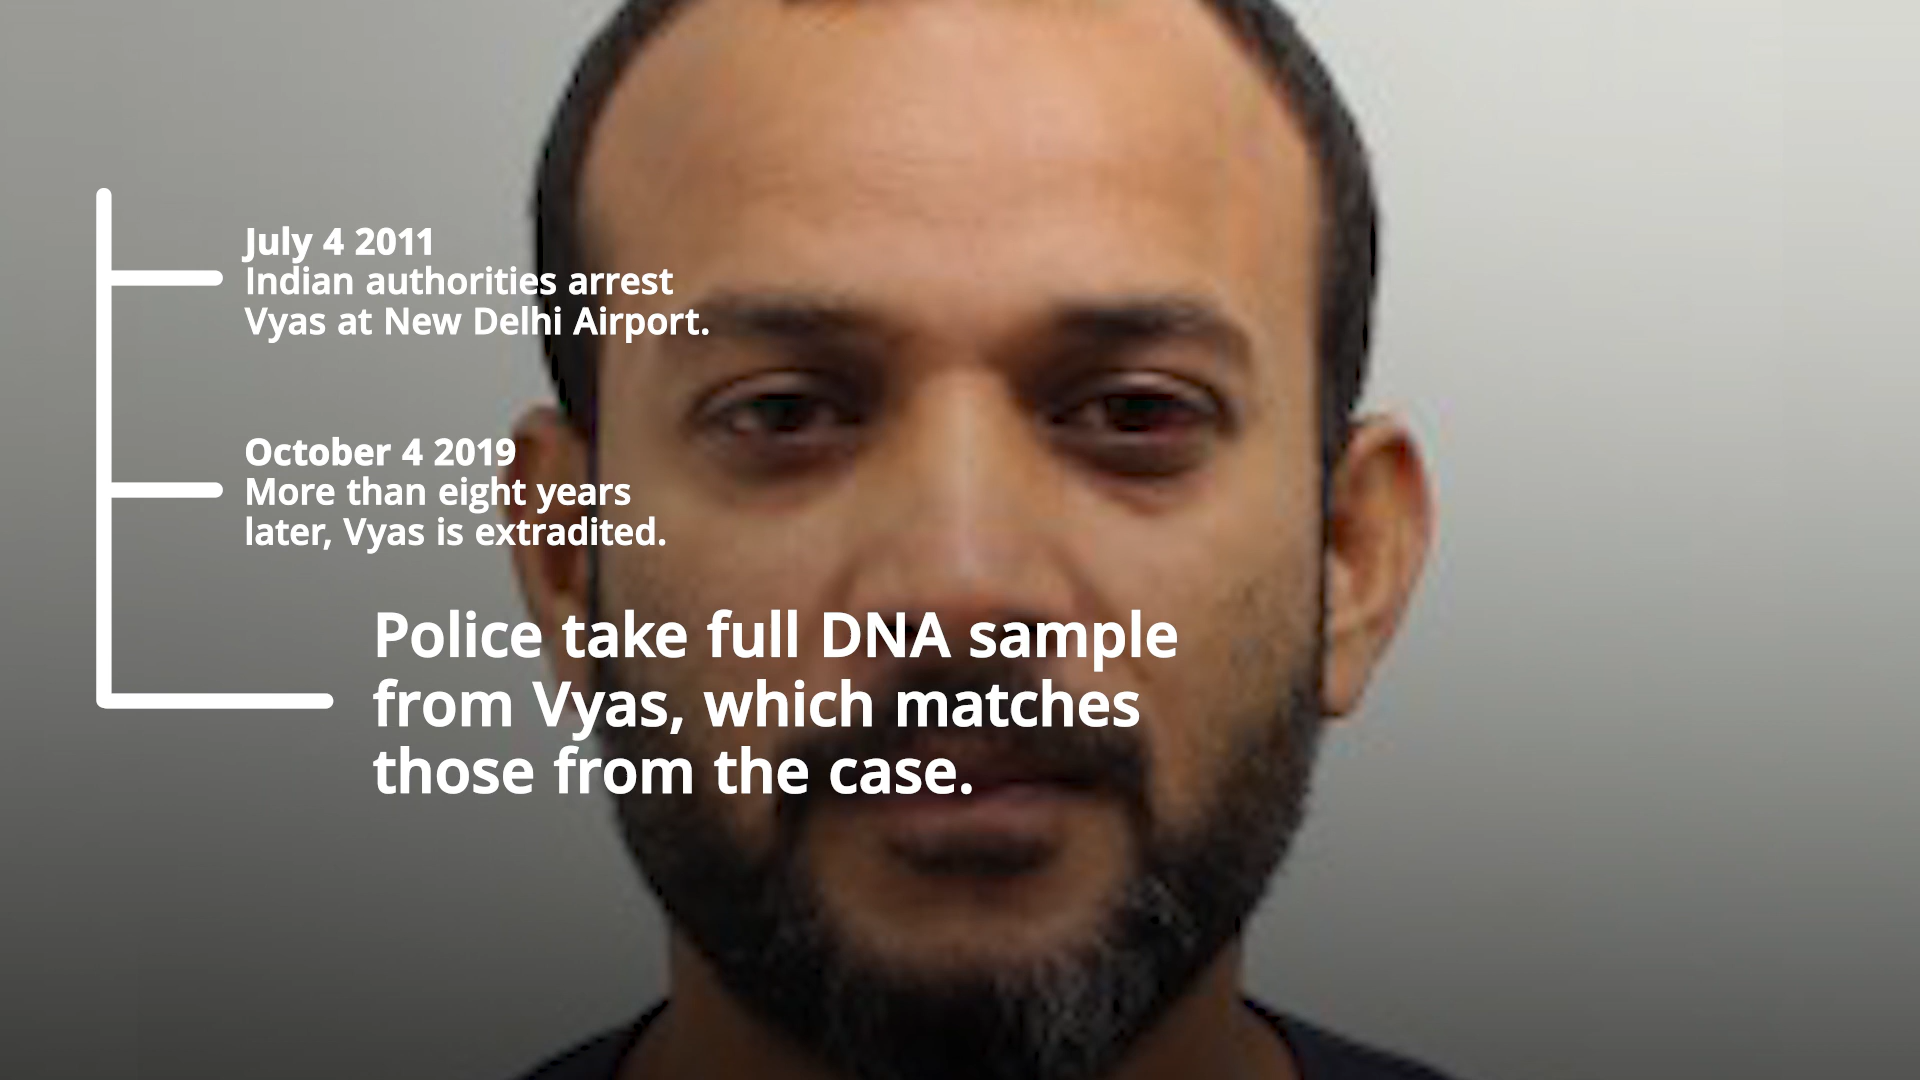 July 4 2011
Indian authorities arrest
Vyas at New Delhi Airport.
October 4 2019
More than eight years
later, Vyas is extradited.
Police take full DNA sample
from Vyas, which matches
those from the case.